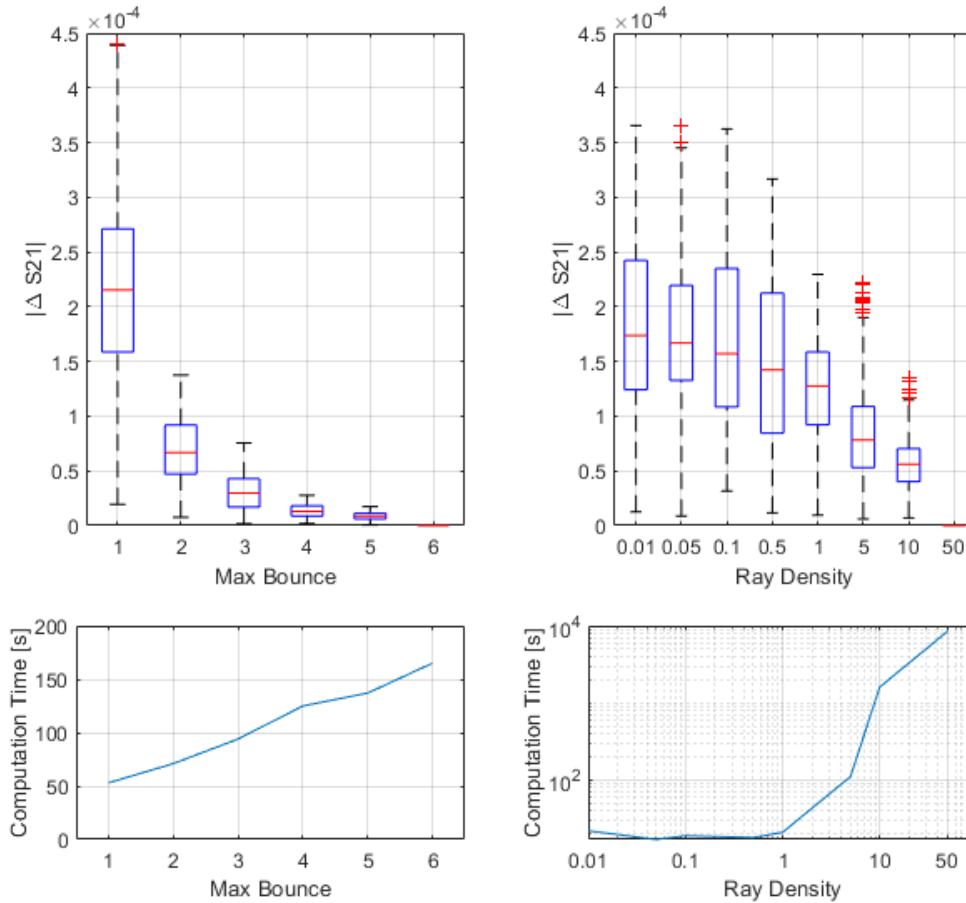 ×10⁻⁴
4.5
4
3.5
3
2.5
2
1.5
1
0.5
0
|Δ S21|
1 2 3 4 5 6
Max Bounce
×10⁻⁴
4.5
4
3.5
3
2.5
2
1.5
1
0.5
0
|Δ S21|
0.01 0.05 0.1 0.5 1 5 10 50
Ray Density
200
150
100
50
0
Computation Time [s]
1 2 3 4 5 6
Max Bounce
10⁴
10²
Computation Time [s]
0.01 0.1 1 10 50
Ray Density